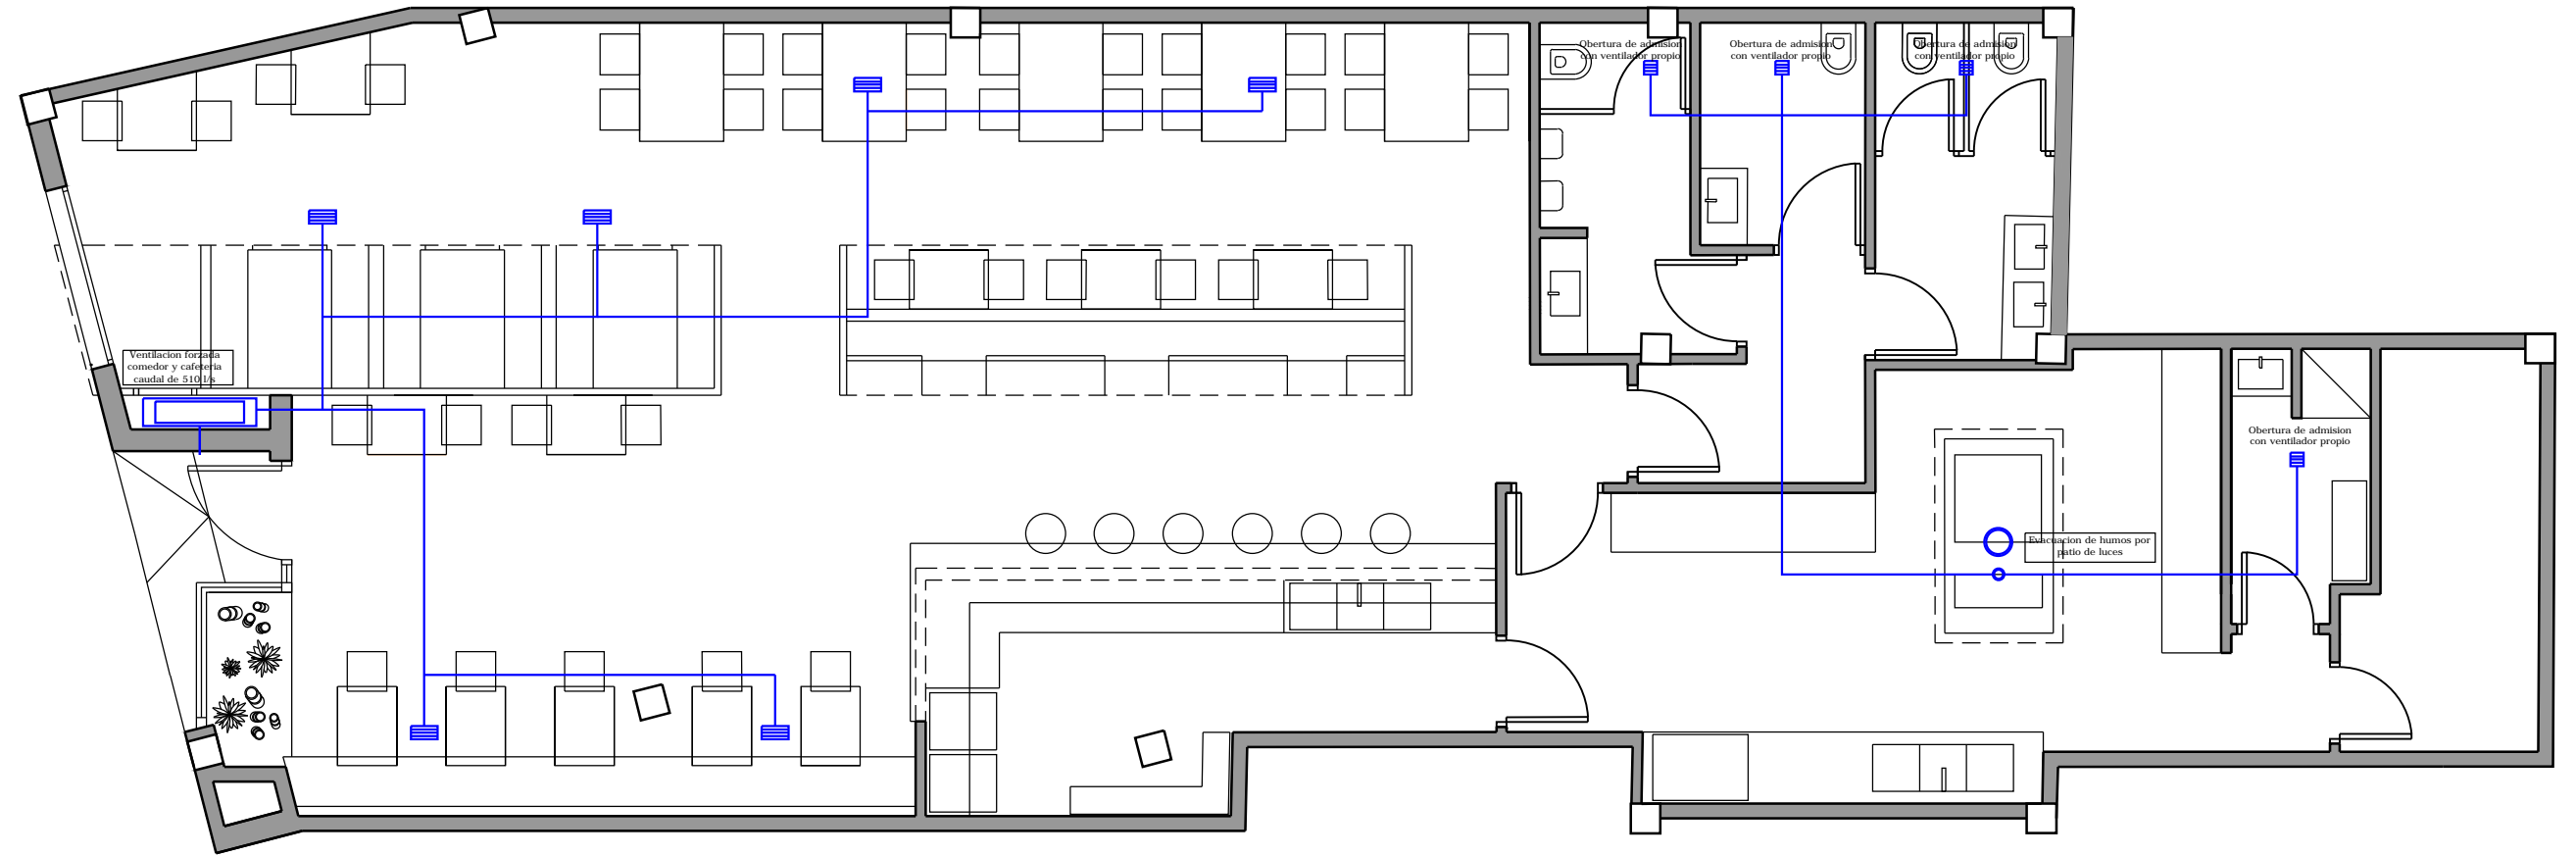 Obertura de admision
con ventilador propio
Obertura de admision
con ventilador propio
Obertura de admision
con ventilador propio
Ventilacion forzada
comedor y cafeteria
caudal de 510 l/s
Obertura de admision
con ventilador propio
Evacuacion de humos por
patio de luces